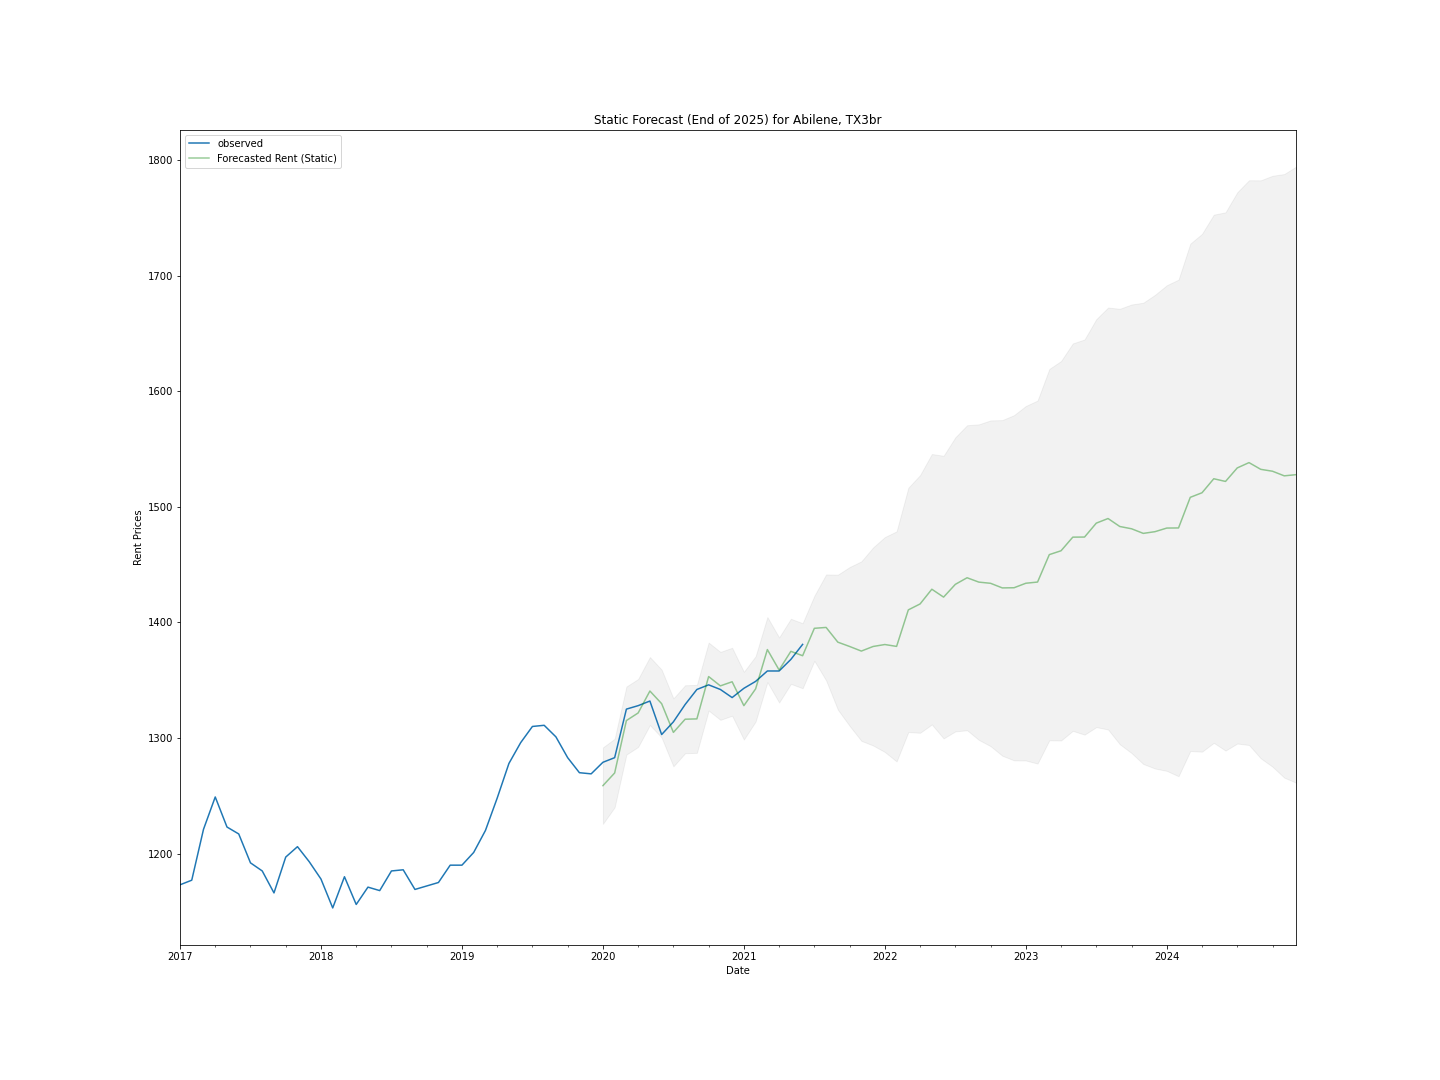 Static Forecast (End of 2025) for Abilene, TX3br
observed
Forecasted Rent (Static)
1800
1700
1600
1500
1400
1300
1200
Rent Prices
2017 2018 2019 2020 2021 2022 2023 2024
Date